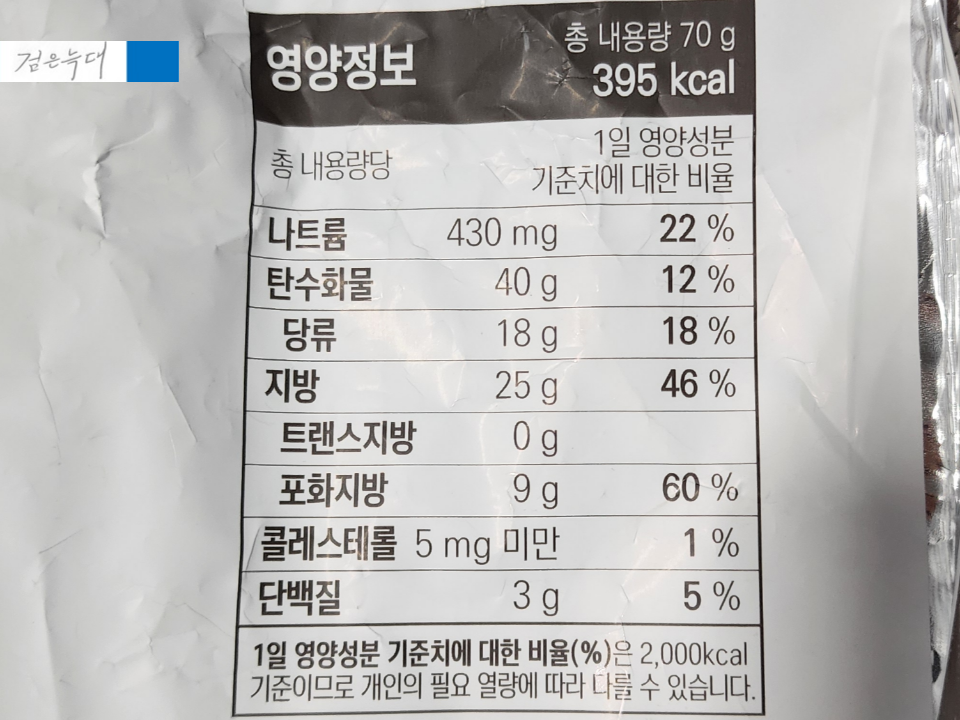 검은늑대
영양정보
총 내용량 70 g
395 kcal
총 내용량당
1일 영양성분
기준치에 대한 비율
나트륨 430 mg 22 %
탄수화물 40 g 12 %
당류 18 g 18 %
지방 25 g 46 %
트랜스지방 0 g
포화지방 9 g 60 %
콜레스테롤 5 mg 미만 1 %
단백질 3 g 5 %
1일 영양성분 기준치에 대한 비율(%)은 2,000kcal
기준이므로 개인의 필요 열량에 따라 다를 수 있습니다.